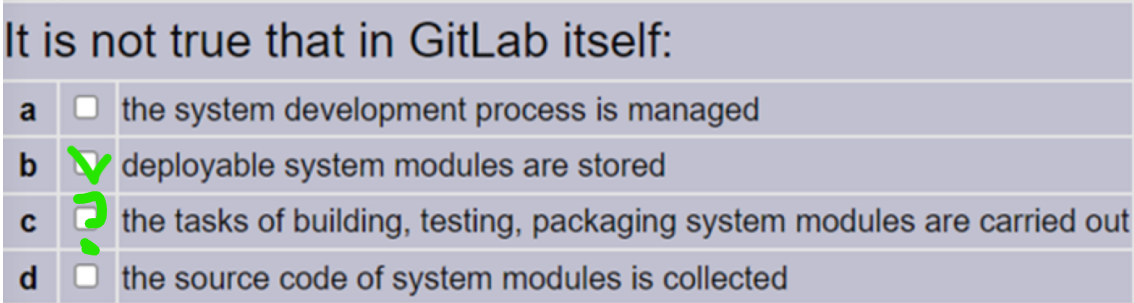 It is not true that in GitLab itself:
a the system development process is managed
b deployable system modules are stored
c ? the tasks of building, testing, packaging system modules are carried out
d the source code of system modules is collected